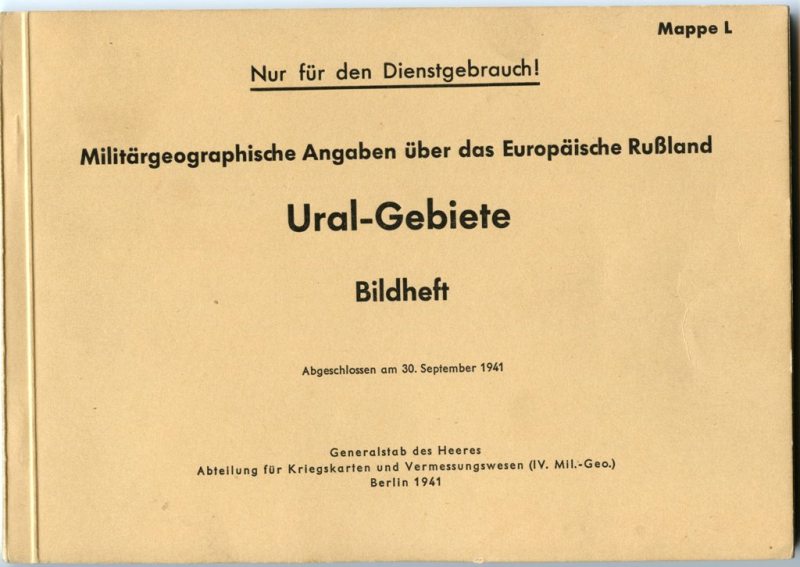 Mappe L
Nur für den Dienstgebrauch!
Militärgeographische Angaben über das Europäische Rußland
Ural-Gebiete
Bildheft
Abgeschlossen am 30. September 1941
Generalstab des Heeres
Abteilung für Kriegskarten und Vermessungswesen (IV. Mil.-Geo.)
Berlin 1941